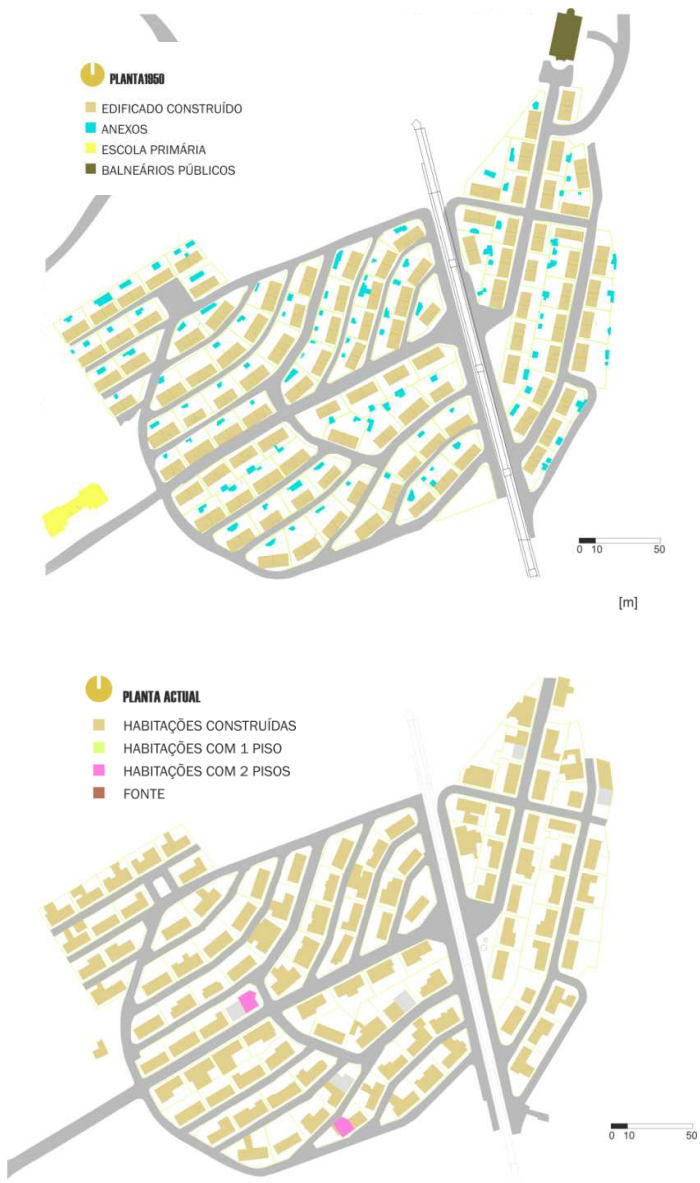 PLANTA1950
EDIFICADO CONSTRUÍDO
ANEXOS
ESCOLA PRIMÁRIA
BALNEÁRIOS PÚBLICOS
0 10 50
[m]
PLANTA ACTUAL
HABITAÇÕES CONSTRUÍDAS
HABITAÇÕES COM 1 PISO
HABITAÇÕES COM 2 PISOS
FONTE
0 10 50